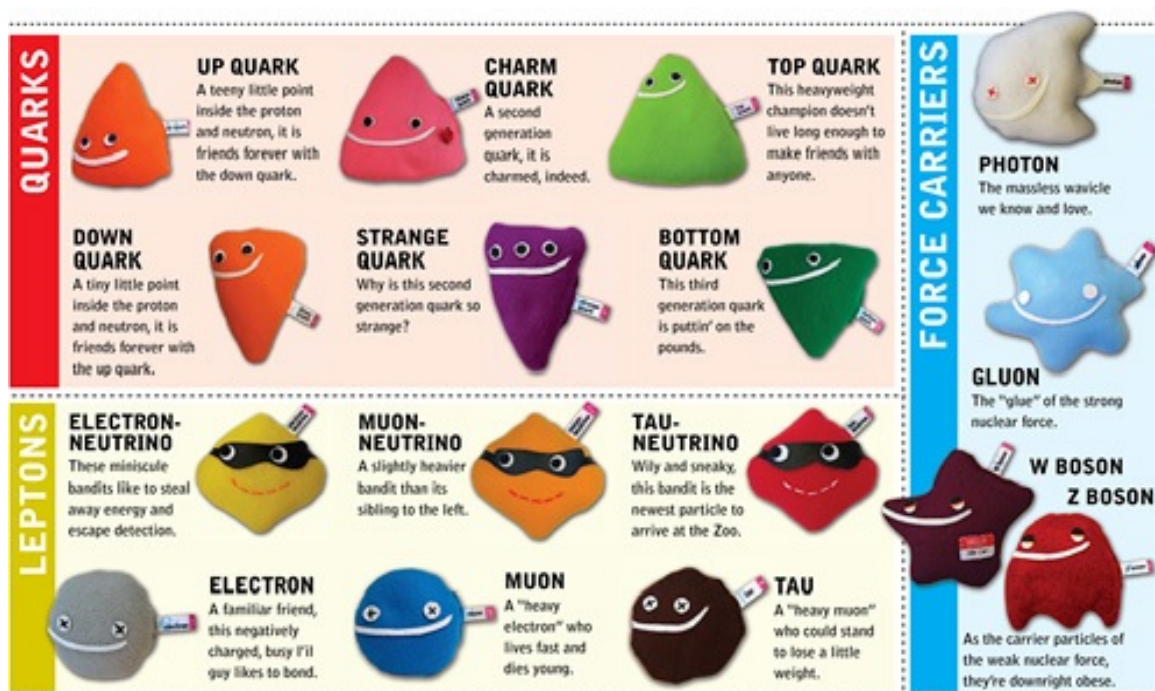 QUARKS
UP QUARK
A teeny little point
inside the proton
and neutron, it is
friends forever with
the down quark.
CHARM
QUARK
A second
generation
quark, it is
charmed, indeed.
TOP QUARK
This heavyweight
champion doesn't
live long enough to
make friends with
anyone.
DOWN
QUARK
A tiny little point
inside the proton
and neutron, it is
friends forever with
the up quark.
STRANGE
QUARK
Why is this second
generation quark so
strange?
BOTTOM
QUARK
This third
generation quark
is puttin' on the
pounds.
LEPTONS
ELECTRON-
NEUTRINO
These miniscule
bandits like to steal
away energy and
escape detection.
MUON-
NEUTRINO
A slightly heavier
bandit than its
sibling to the left.
TAU-
NEUTRINO
Wily and sneaky,
this bandit is the
newest particle to
arrive at the Zoo.
ELECTRON
A familiar friend,
this negatively
charged, busy l'il
guy likes to bond.
MUON
A "heavy
electron" who
lives fast and
dies young.
TAU
A "heavy muon"
who could stand
to lose a little
weight.
FORCE CARRIERS
PHOTON
The massless wavicle
we know and love.
GLUON
The "glue" of the strong
nuclear force.
W BOSON
Z BOSON
As the carrier particles of
the weak nuclear force,
they're downright obese.